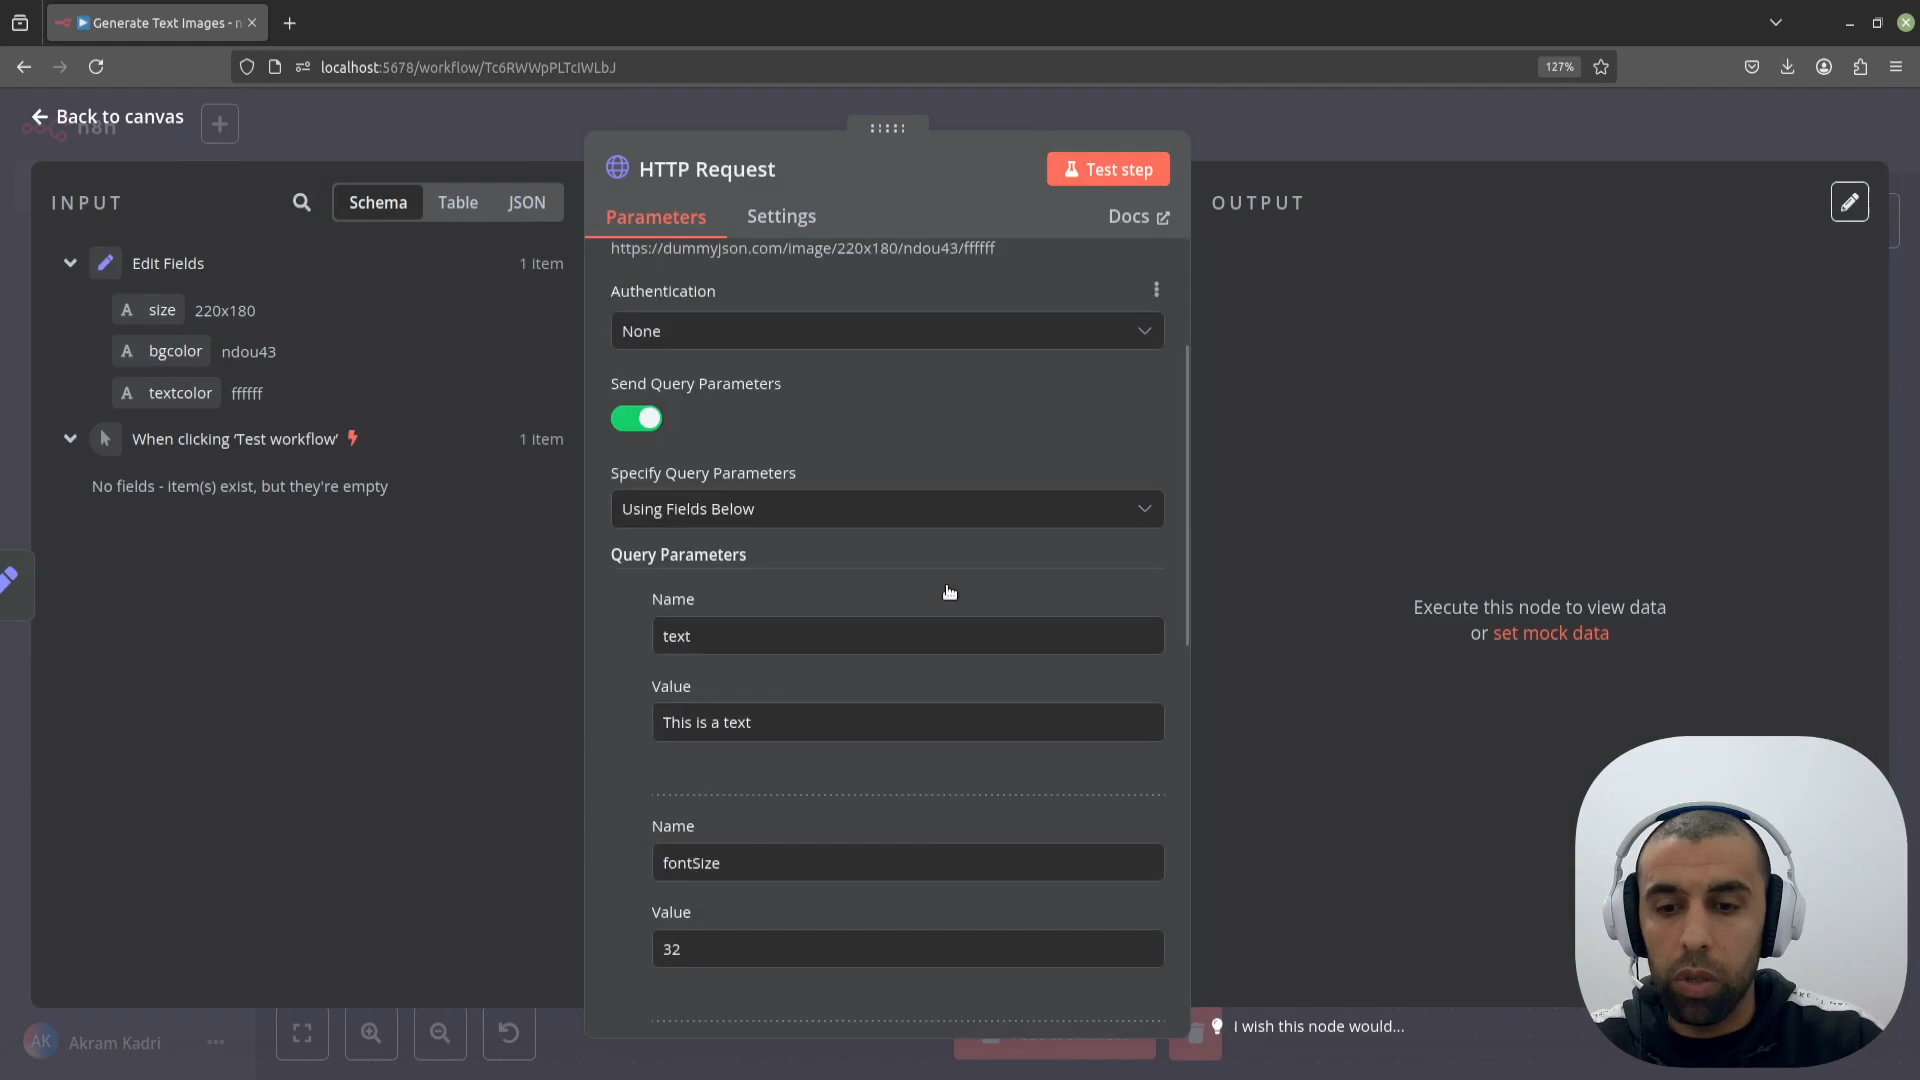 Generate Text Images - n
localhost:5678/workflow/Tc6RWWpPLTcIWLbJ
127%
Back to canvas
n8n
INPUT
Schema
Table
JSON
Edit Fields
1 item
A size 220x180
A bgcolor ndou43
A textcolor ffffff
When clicking ‘Test workflow’
1 item
No fields - item(s) exist, but they're empty
HTTP Request
Test step
Parameters
Settings
Docs
https://dummyjson.com/image/220x180/ndou43/ffffff
Authentication
None
Send Query Parameters
Specify Query Parameters
Using Fields Below
Query Parameters
Name
text
Value
This is a text
Name
fontSize
Value
32
OUTPUT
Execute this node to view data
or set mock data
I wish this node would...
AK
Akram Kadri